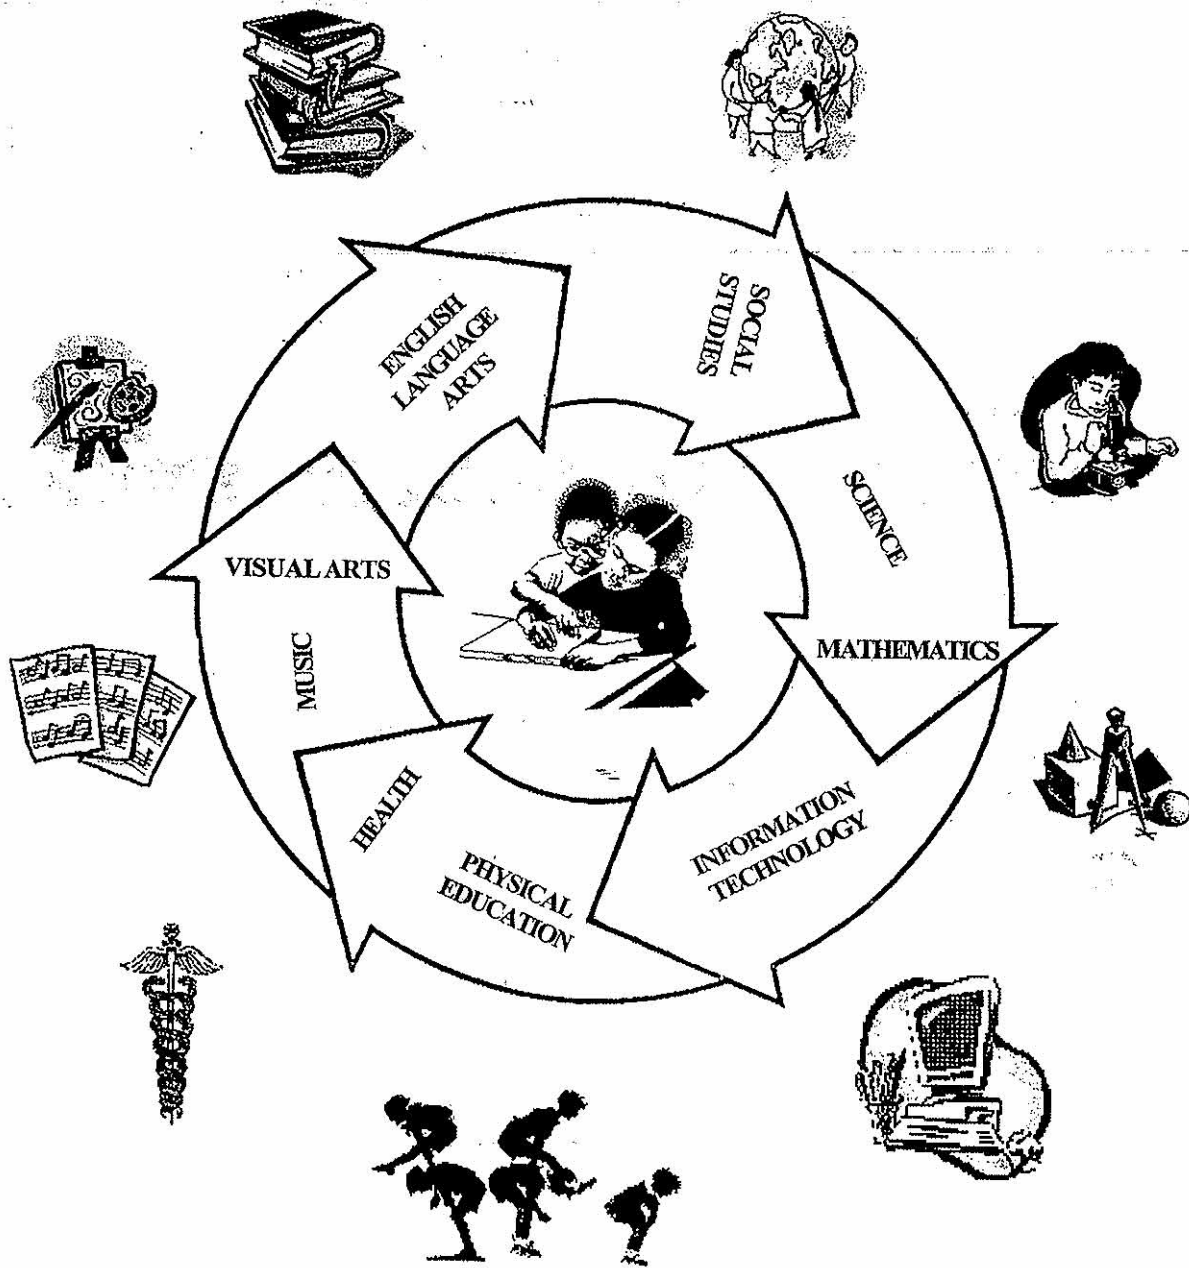 ENGLISH
LANGUAGE
ARTS
SOCIAL
STUDIES
SCIENCE
MATHEMATICS
INFORMATION
TECHNOLOGY
PHYSICAL
EDUCATION
HEALTH
MUSIC
VISUAL ARTS